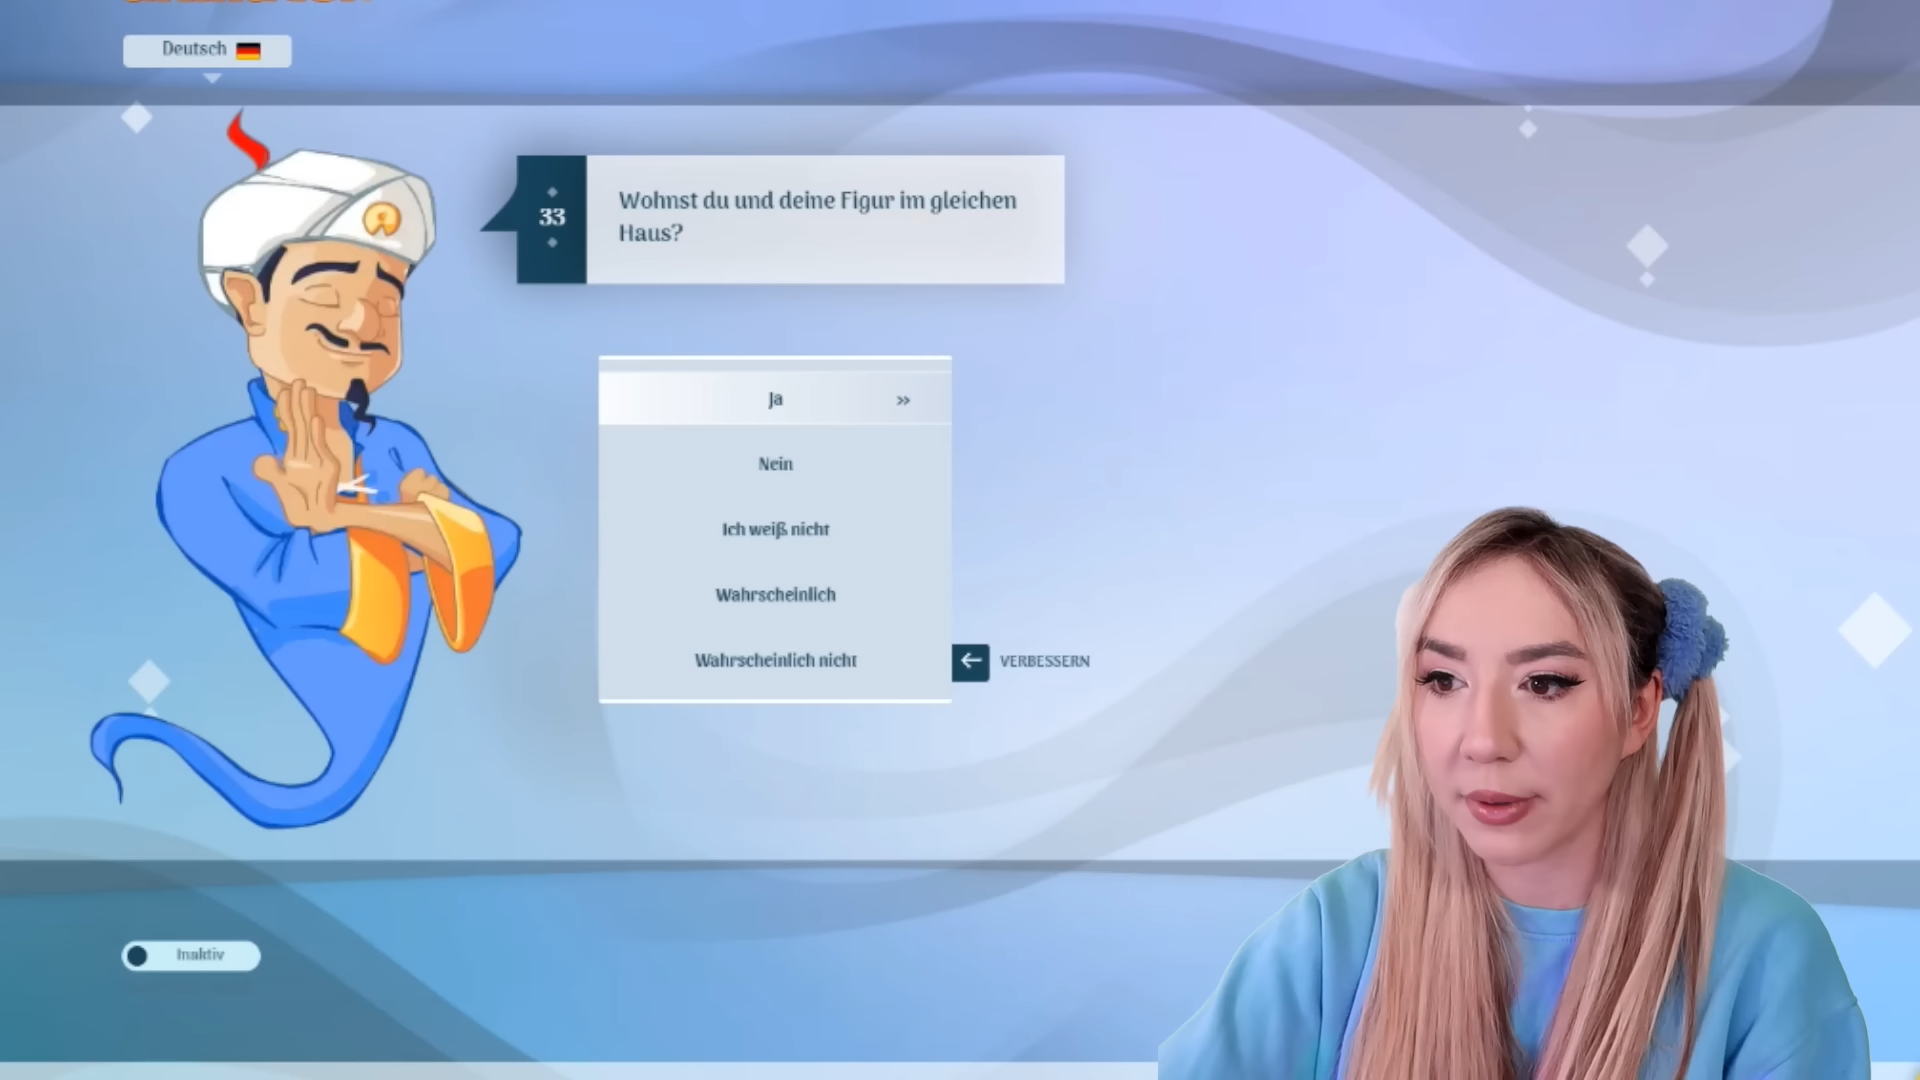 Deutsch
33
Wohnst du und deine Figur im gleichen
Haus?
Ja
Nein
Ich weiß nicht
Wahrscheinlich
Wahrscheinlich nicht
VERBESSERN
Inaktiv